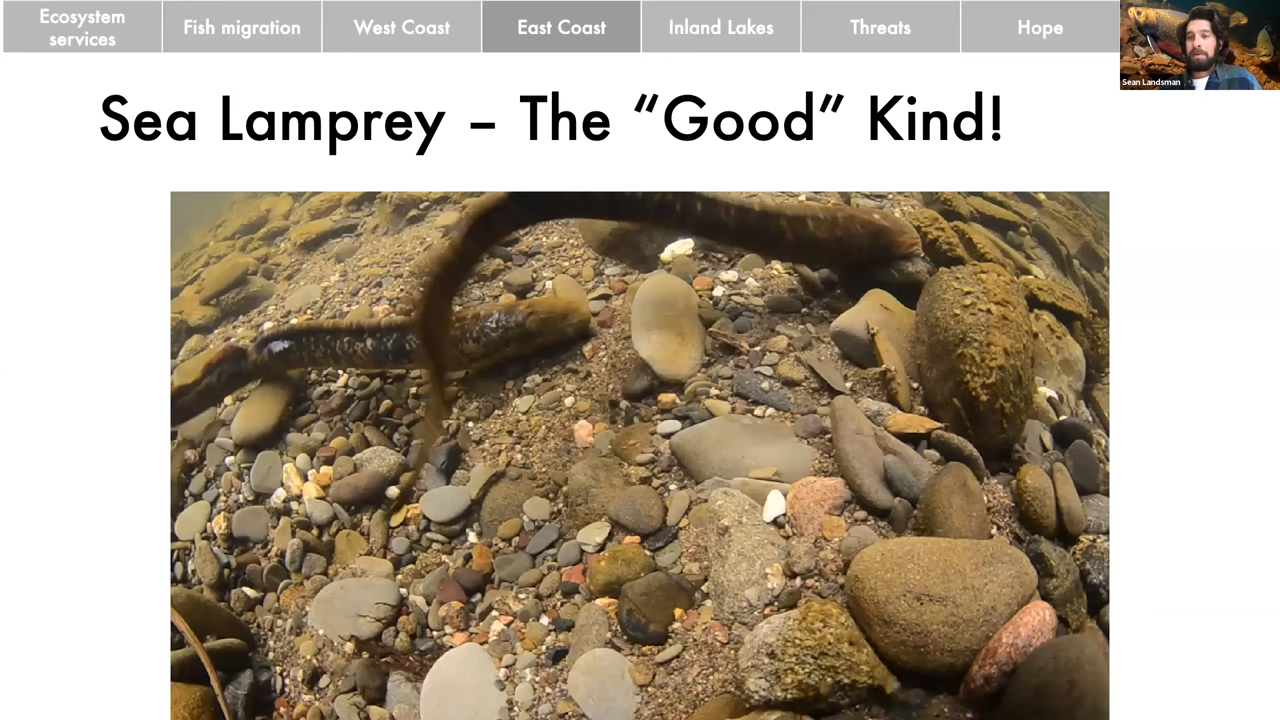 Ecosystem
services
Fish migration
West Coast
East Coast
Inland Lakes
Threats
Hope
Sean Landsman
Sea Lamprey – The “Good” Kind!